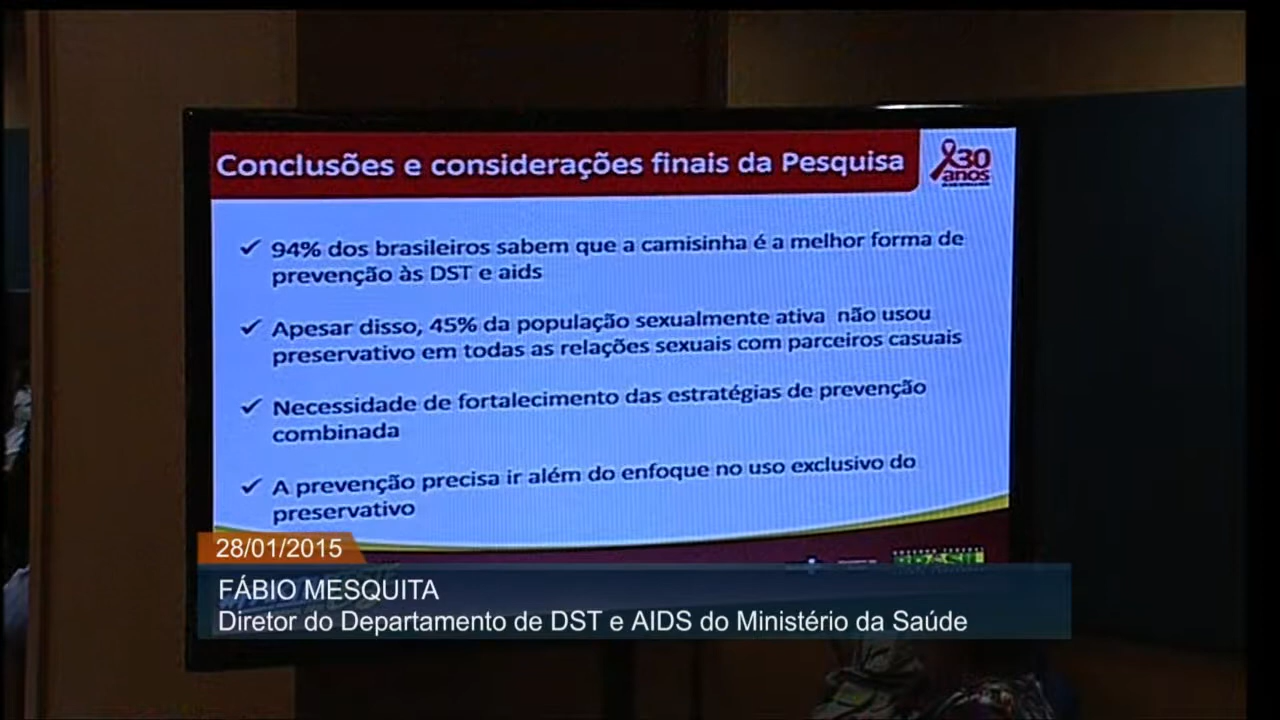 Conclusões e considerações finais da Pesquisa
30
anos
✓ 94% dos brasileiros sabem que a camisinha é a melhor forma de
prevenção às DST e aids
✓ Apesar disso, 45% da população sexualmente ativa não usou
preservativo em todas as relações sexuais com parceiros casuais
✓ Necessidade de fortalecimento das estratégias de prevenção
combinada
✓ A prevenção precisa ir além do enfoque no uso exclusivo do
preservativo
28/01/2015
FÁBIO MESQUITA
Diretor do Departamento de DST e AIDS do Ministério da Saúde